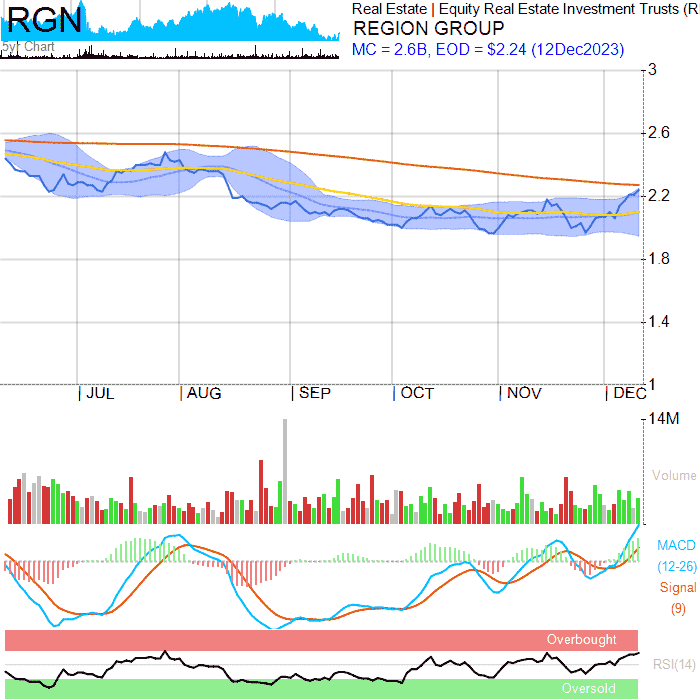 RGN
5yr Chart
Real Estate | Equity Real Estate Investment Trusts (R
REGION GROUP
MC = 2.6B, EOD = $2.24 (12Dec2023)
3
2.6
2.2
1.8
1.4
1
| JUL | AUG | SEP | OCT | NOV | DEC
14M
Volume
MACD
(12-26)
Signal
(9)
Overbought
RSI(14)
Oversold